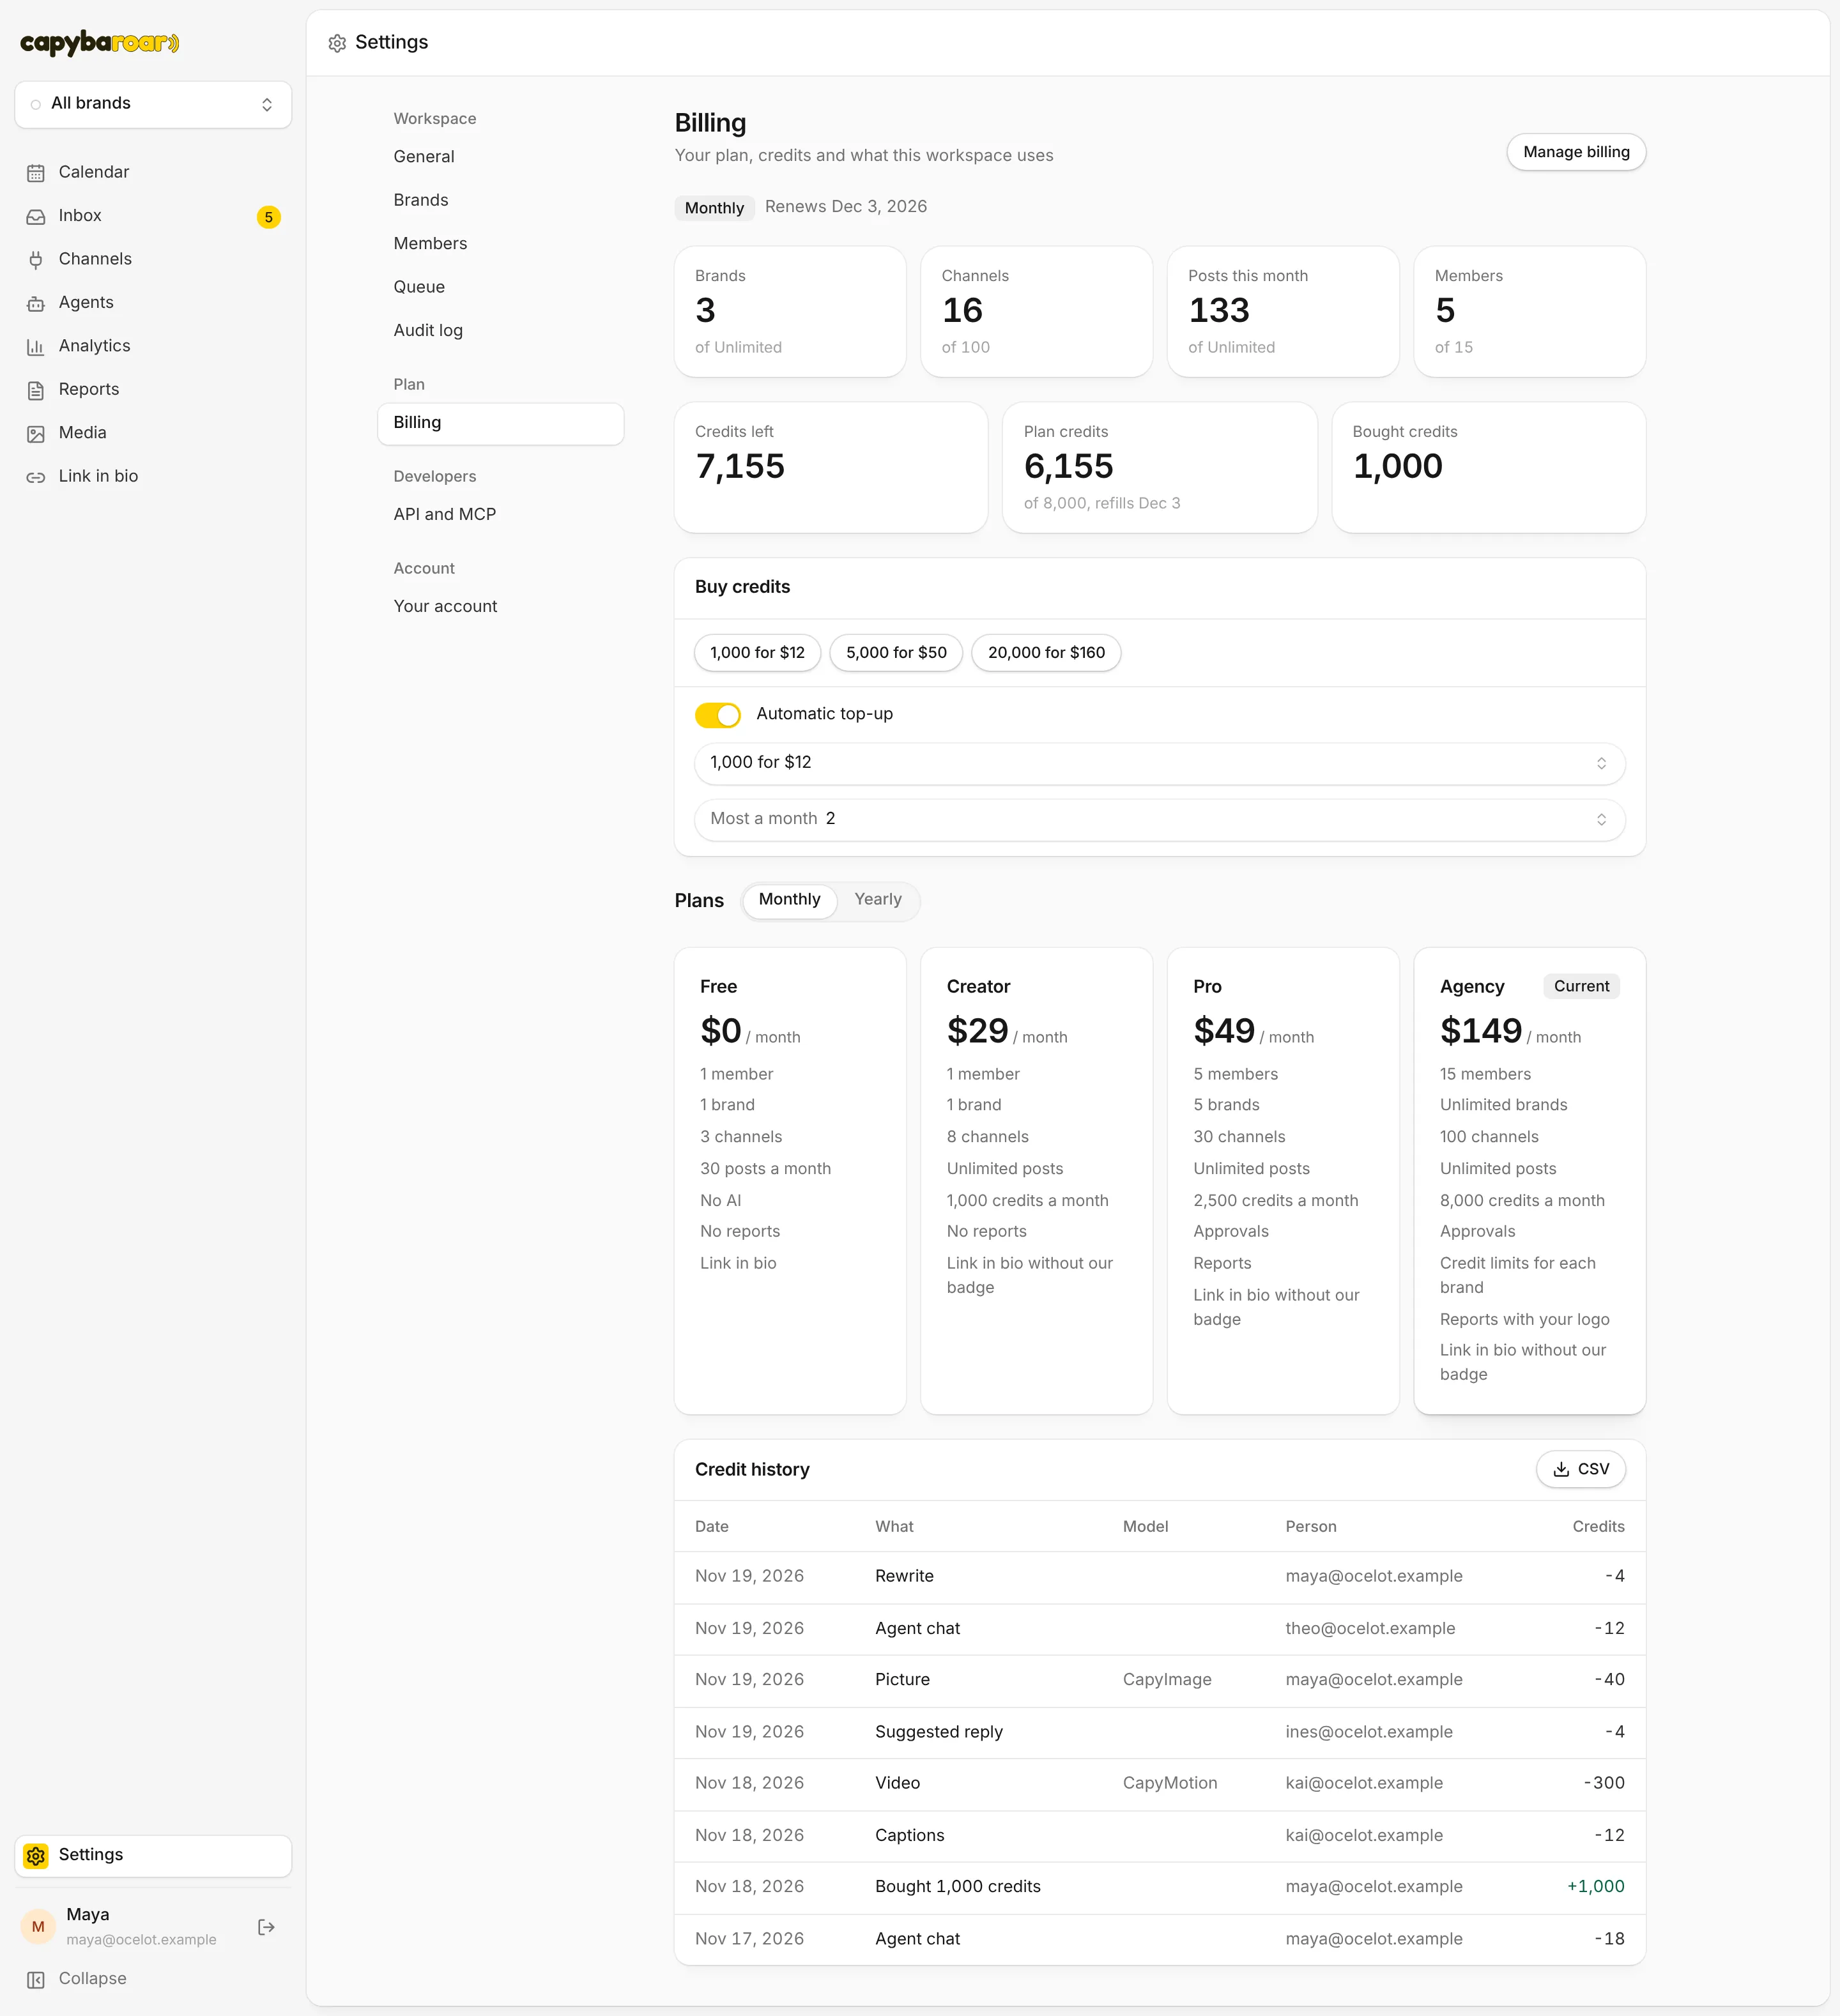 capybaroar
All brands
Calendar
Inbox 5
Channels
Agents
Analytics
Reports
Media
Link in bio
Settings
Maya
M
maya@ocelot.example
Collapse
Settings
Workspace
General
Brands
Members
Queue
Audit log
Plan
Billing
Developers
API and MCP
Account
Your account
Billing
Your plan, credits and what this workspace uses
Manage billing
Monthly Renews Dec 3, 2026
Brands
3
of Unlimited
Channels
16
of 100
Posts this month
133
of Unlimited
Members
5
of 15
Credits left
7,155
Plan credits
6,155
of 8,000, refills Dec 3
Bought credits
1,000
Buy credits
1,000 for $12
5,000 for $50
20,000 for $160
Automatic top-up
1,000 for $12
Most a month 2
Plans Monthly Yearly
Free
$0 / month
1 member
1 brand
3 channels
30 posts a month
No AI
No reports
Link in bio
Creator
$29 / month
1 member
1 brand
8 channels
Unlimited posts
1,000 credits a month
No reports
Link in bio without our
badge
Pro
$49 / month
5 members
5 brands
30 channels
Unlimited posts
2,500 credits a month
Approvals
Reports
Link in bio without our
badge
Agency Current
$149 / month
15 members
Unlimited brands
100 channels
Unlimited posts
8,000 credits a month
Approvals
Credit limits for each
brand
Reports with your logo
Link in bio without our
badge
Credit history CSV
Date What Model Person Credits
Nov 19, 2026 Rewrite maya@ocelot.example -4
Nov 19, 2026 Agent chat theo@ocelot.example -12
Nov 19, 2026 Picture CapyImage maya@ocelot.example -40
Nov 19, 2026 Suggested reply ines@ocelot.example -4
Nov 18, 2026 Video CapyMotion kai@ocelot.example -300
Nov 18, 2026 Captions kai@ocelot.example -12
Nov 18, 2026 Bought 1,000 credits maya@ocelot.example +1,000
Nov 17, 2026 Agent chat maya@ocelot.example -18